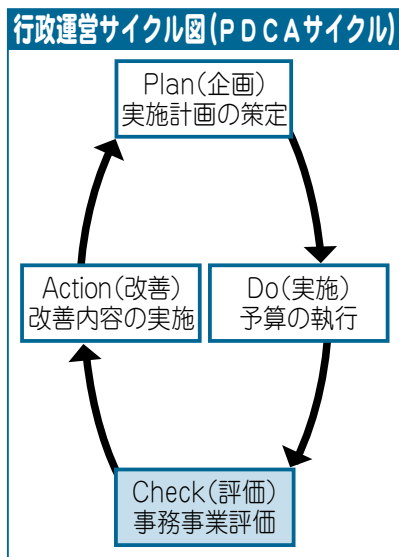 行政運営サイクル図(PDCAサイクル)
Plan(企画)
実施計画の策定
Action(改善)
改善内容の実施
Do(実施)
予算の執行
Check(評価)
事務事業評価